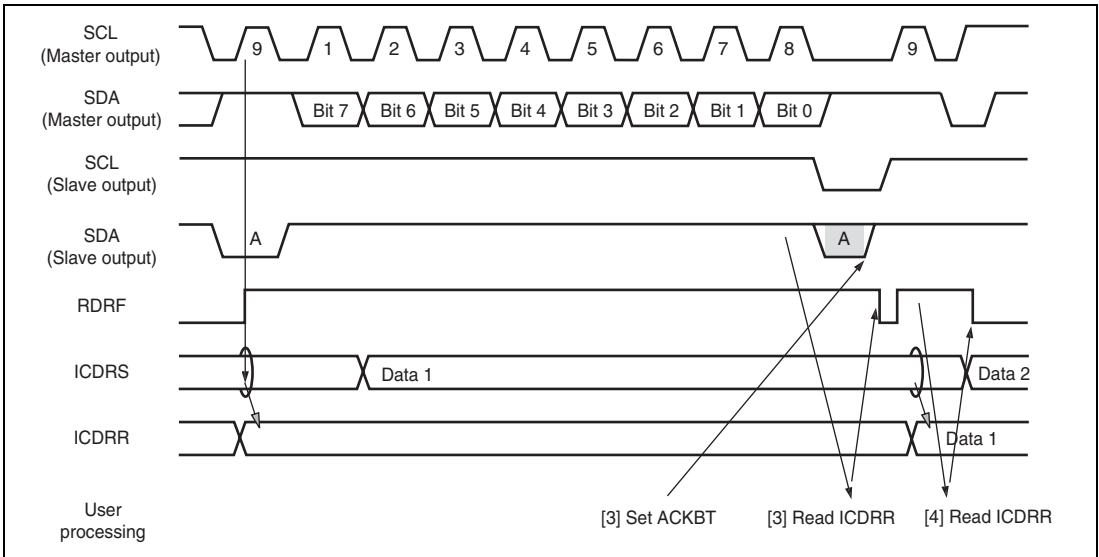 SCL
(Master output)
9 1 2 3 4 5 6 7 8 9
SDA
(Master output)
Bit 7 Bit 6 Bit 5 Bit 4 Bit 3 Bit 2 Bit 1 Bit 0
SCL
(Slave output)
SDA
(Slave output)
A A
RDRF
ICDRS
Data 1 Data 2
ICDRR
Data 1
User
processing
[3] Set ACKBT [3] Read ICDRR [4] Read ICDRR